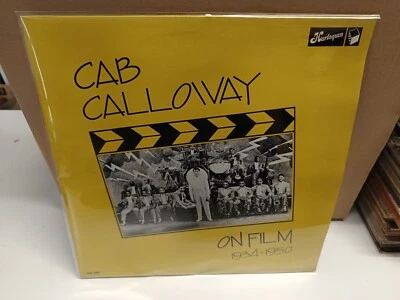 Harlequin
CAB
CALLOWAY
ON FILM
1934-1950